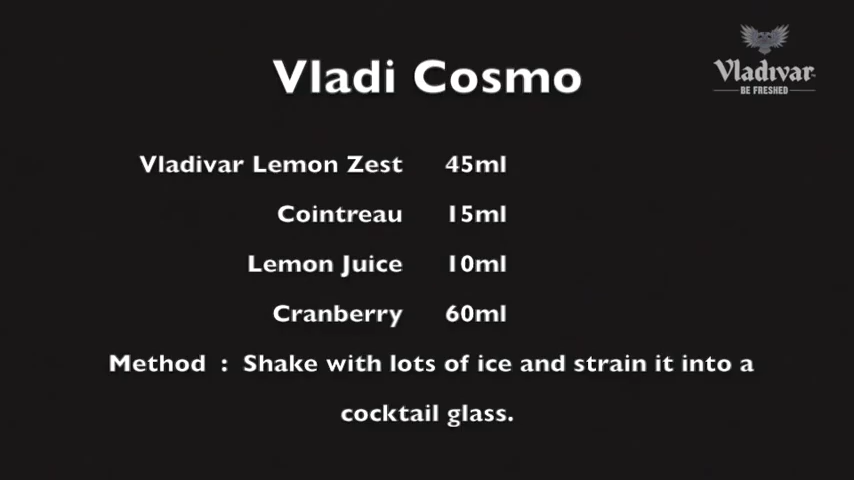 Vladi Cosmo
Vladivar
BE FRESHED
Vladivar Lemon Zest 45ml
Cointreau 15ml
Lemon Juice 10ml
Cranberry 60ml
Method : Shake with lots of ice and strain it into a
cocktail glass.